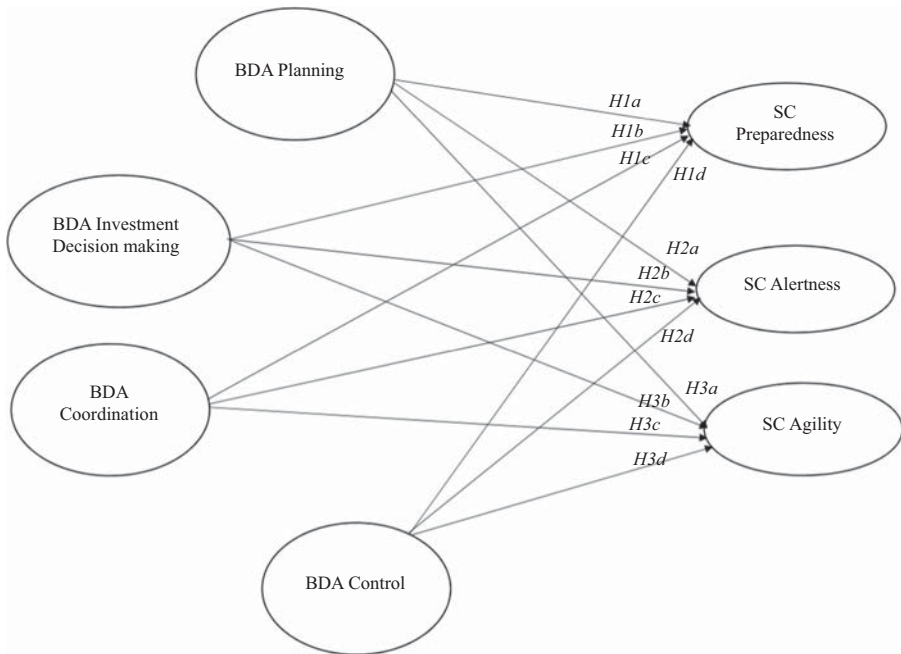 BDA Planning
H1a
SC
Preparedness
H1b
H1c
H1d
BDA Investment
Decision making
H2a
H2b
SC Alertness
H2c
H2d
BDA
Coordination
H3a
H3b
SC Agility
H3c
H3d
BDA Control